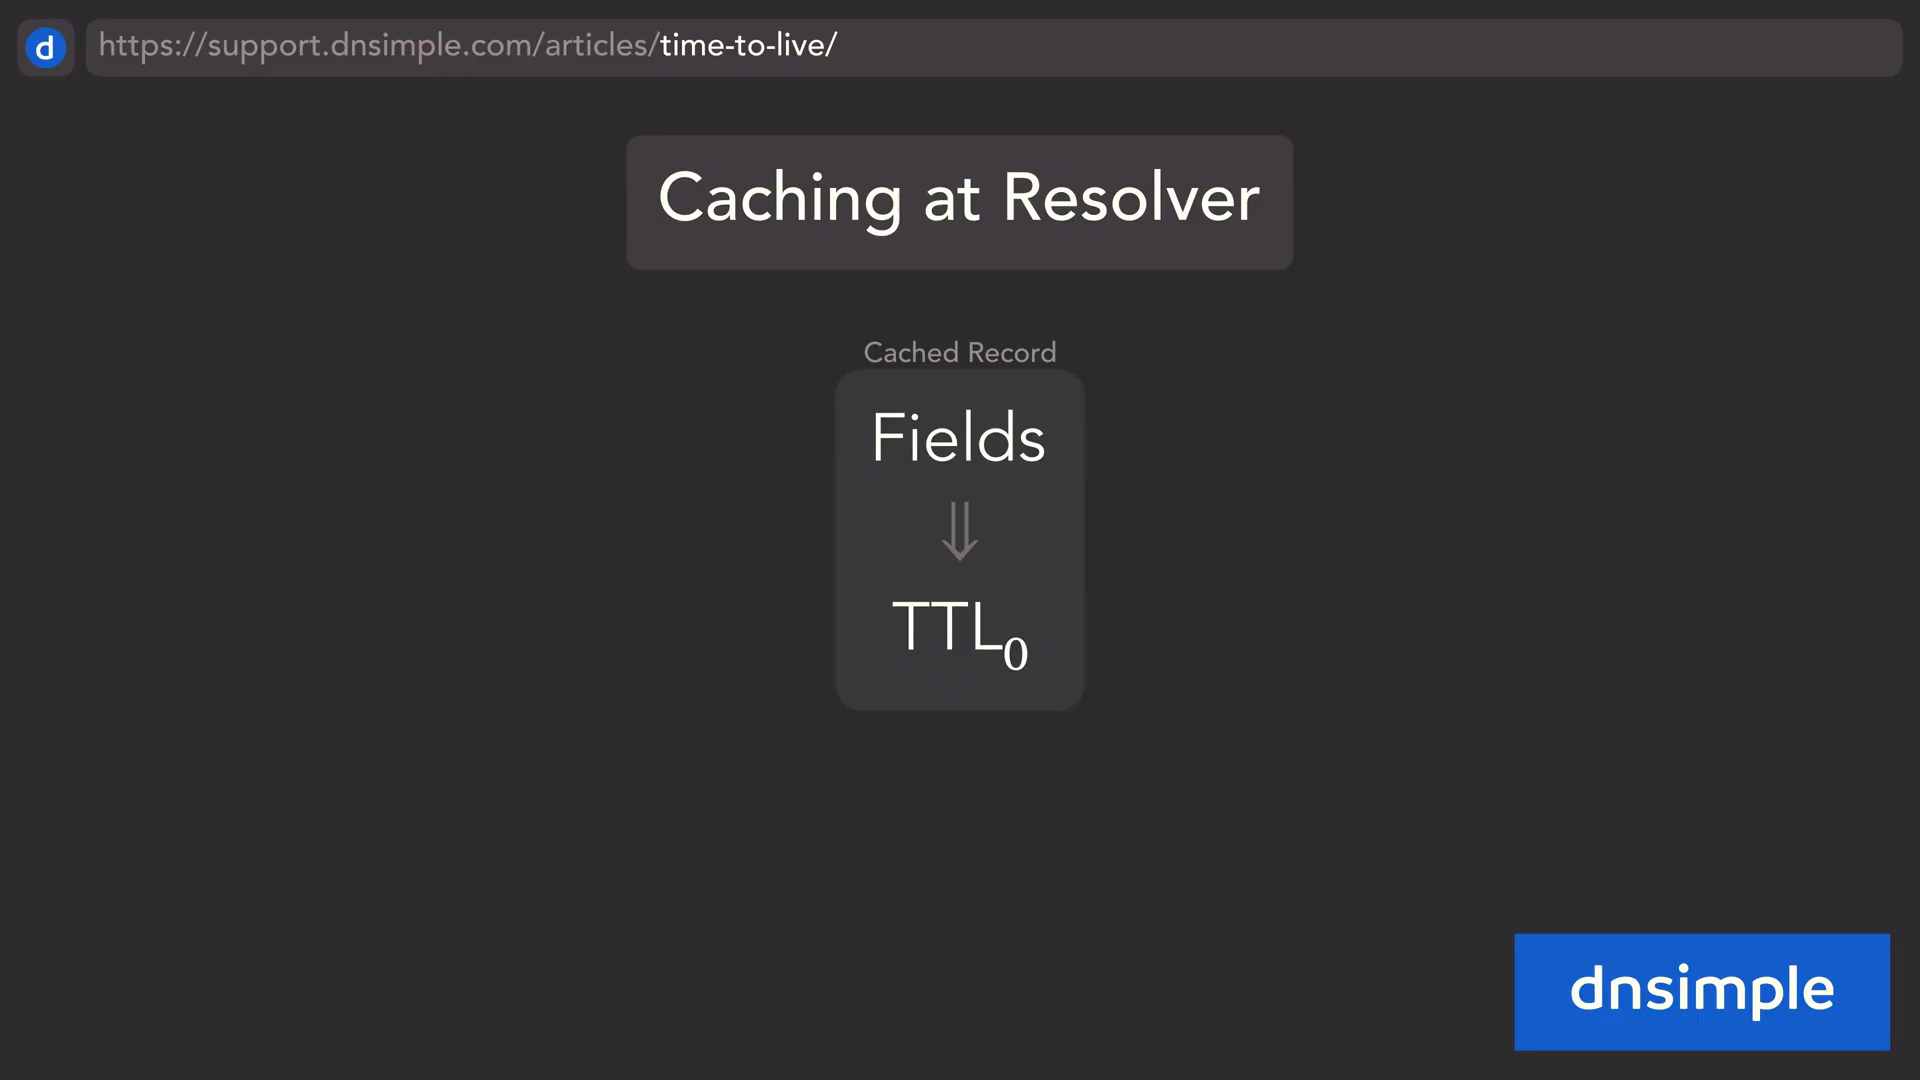 d
https://support.dnsimple.com/articles/time-to-live/
Caching at Resolver
Cached Record
Fields
⇓
TTL₀
dnsimple